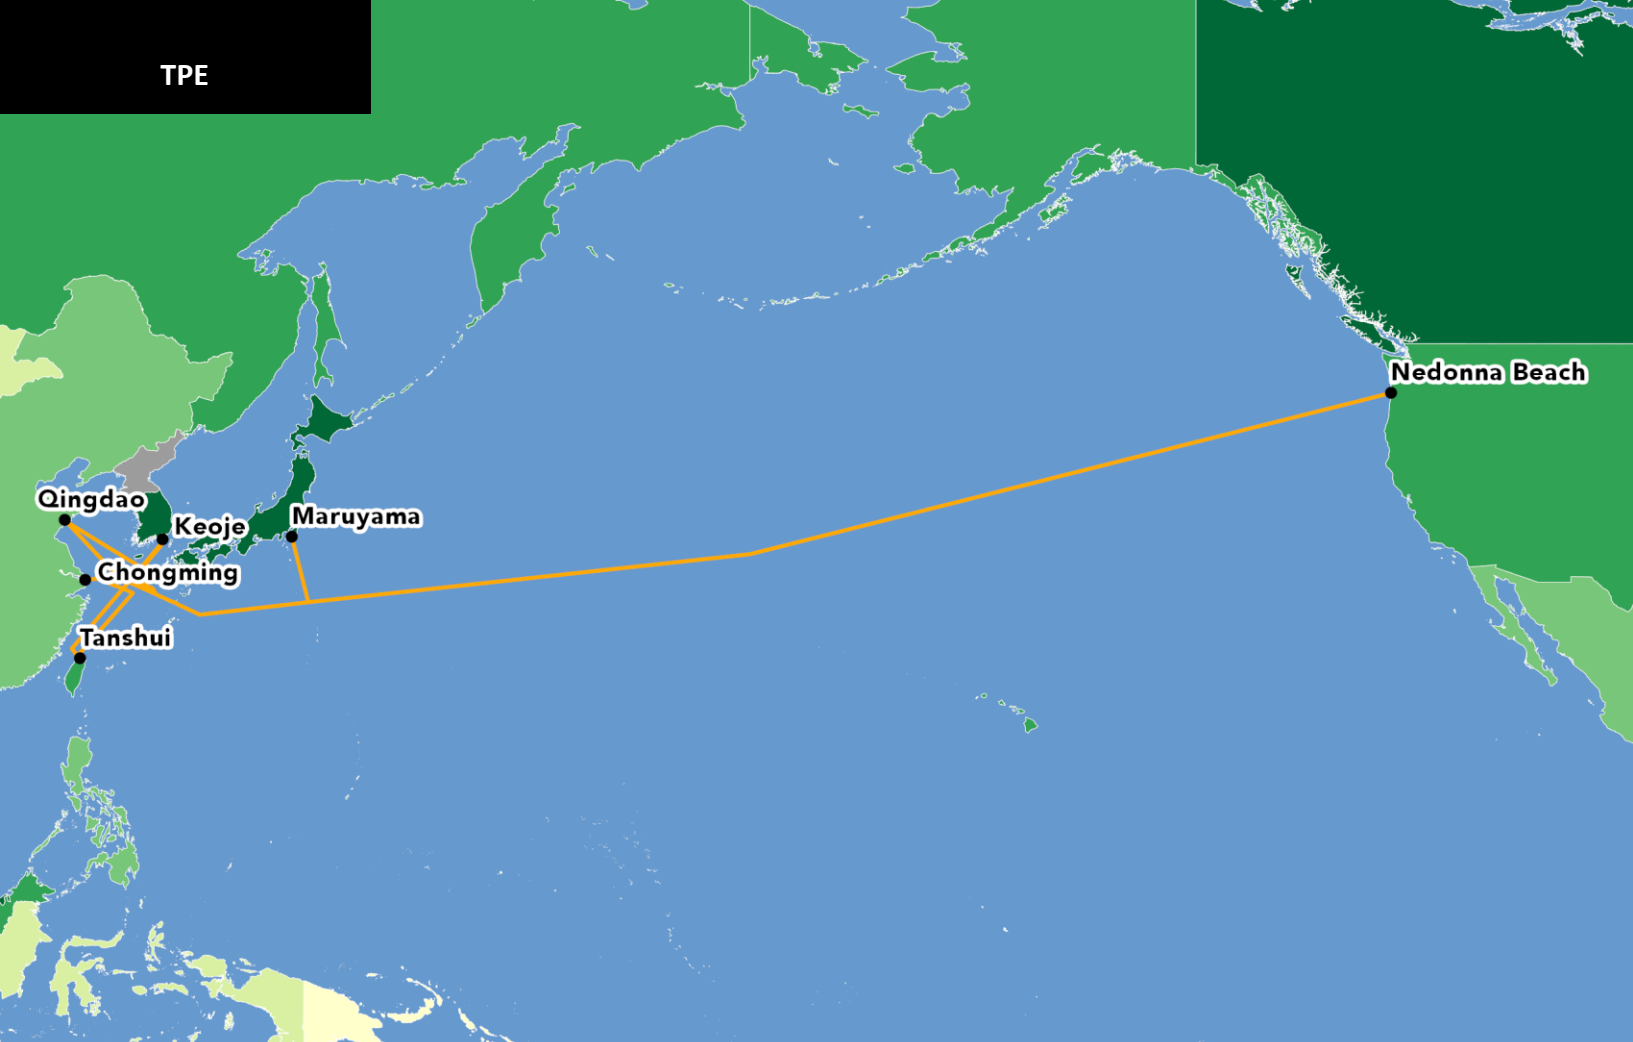 TPE
Nedonna Beach
Qingdao
Maruyama
Keoje
Chongming
Tanshui